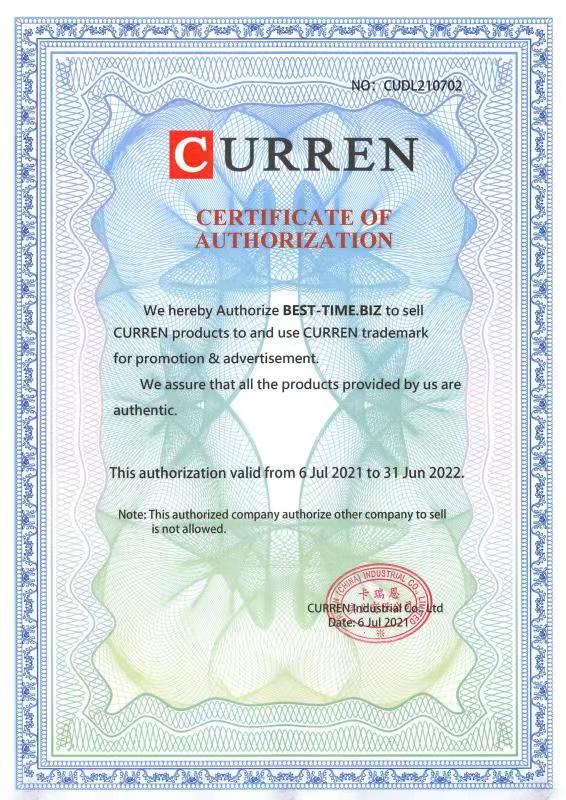 NO: CUDL210702
CURREN
CERTIFICATE OF
AUTHORIZATION
We hereby Authorize BEST-TIME.BIZ to sell
CURREN products to and use CURREN trademark
for promotion & advertisement.
We assure that all the products provided by us are
authentic.
This authorization valid from 6 Jul 2021 to 31 Jun 2022.
Note: This authorized company authorize other company to sell
is not allowed.
(CHINA) INDUSTRIAL CO., LIMITED
卡瑞恩
CURREN Industrial Co., Ltd
Date: 6 Jul 2021